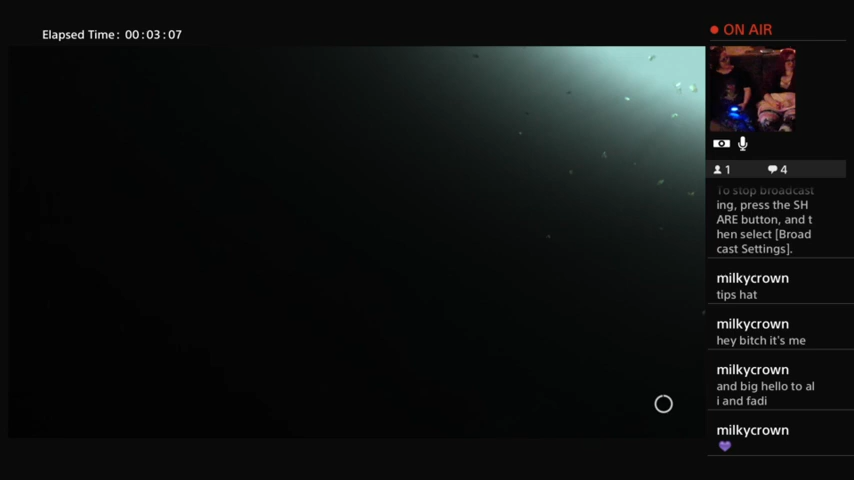 Elapsed Time: 00:03:07
ON AIR
1
4
To stop broadcast
ing, press the SH
ARE button, and t
hen select [Broad
cast Settings].
milkycrown
tips hat
milkycrown
hey bitch it's me
milkycrown
and big hello to al
i and fadi
milkycrown
💜